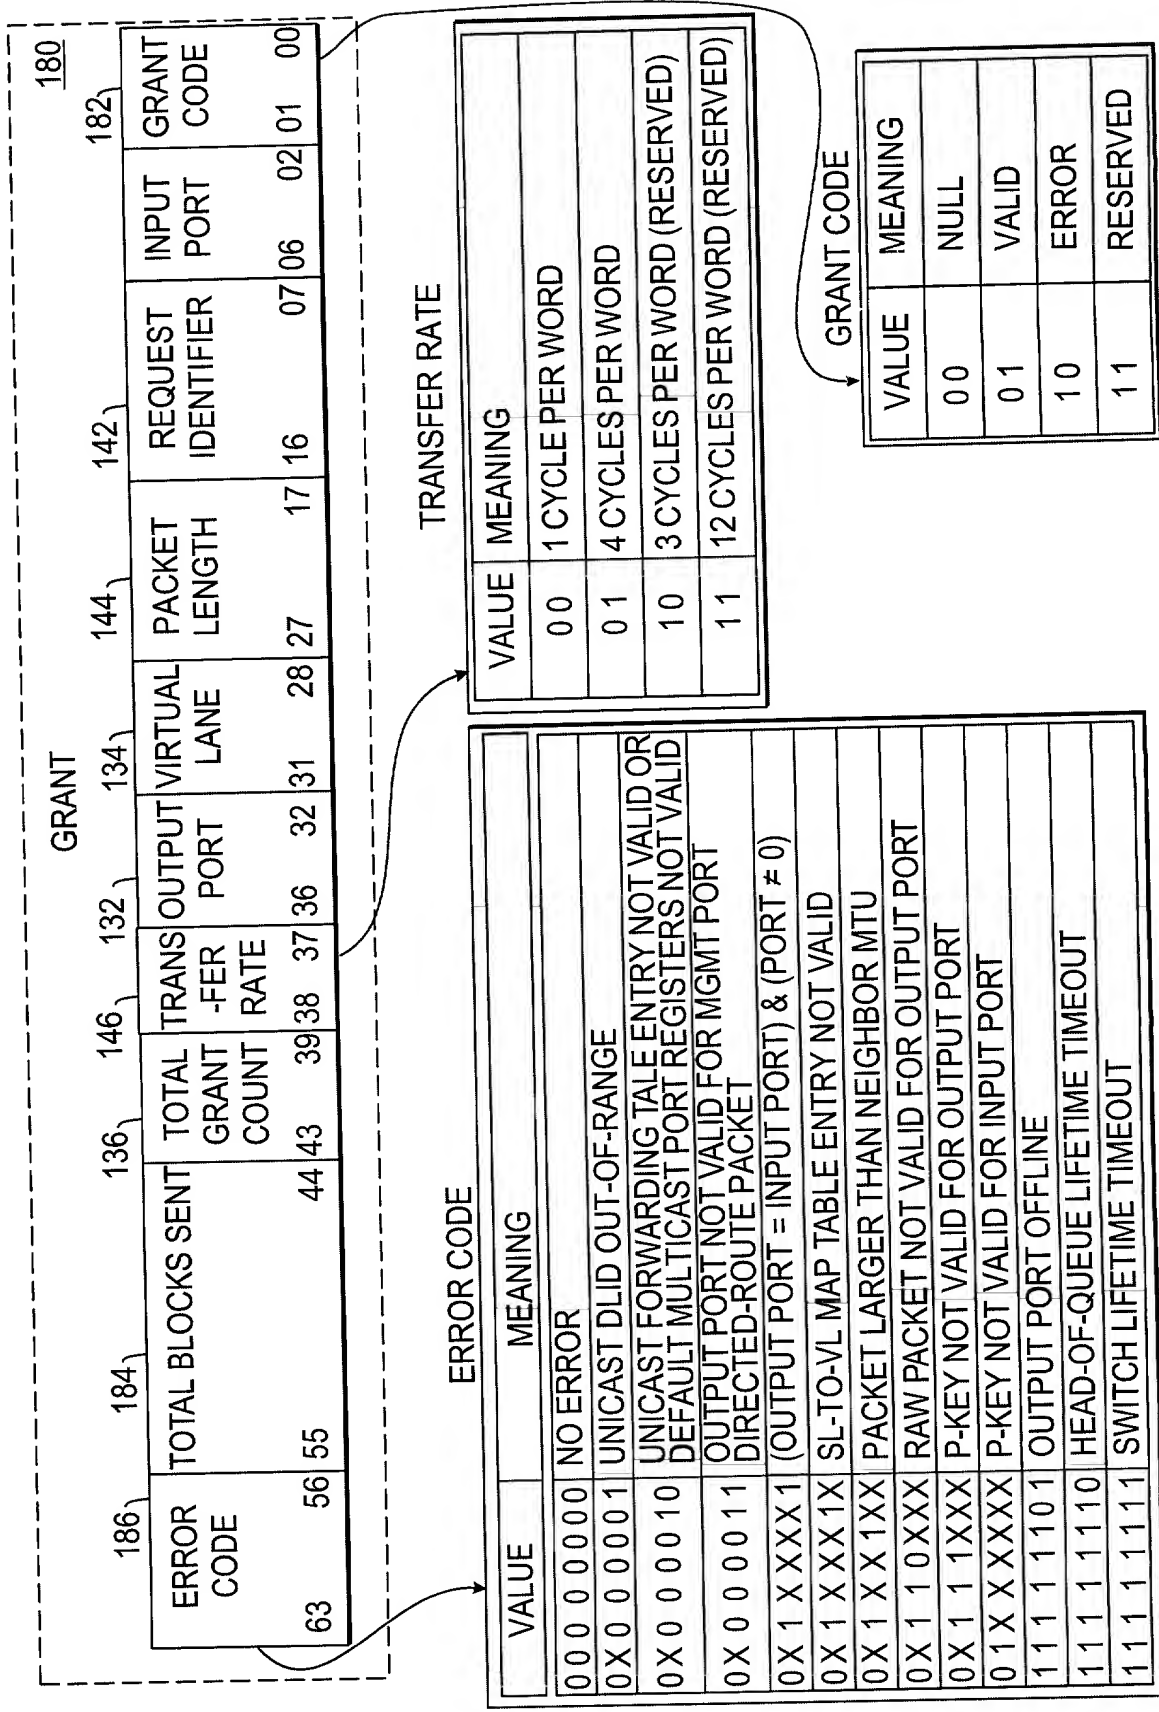 GRANT
180
186
184
136
146
132
134
144
142
182
ERROR CODE
63 56
TOTAL BLOCKS SENT
55 44
TOTAL GRANT COUNT
43 39
TRANS-FER RATE
38 37
OUTPUT PORT
36 32
VIRTUAL LANE
31 28
PACKET LENGTH
27 17
REQUEST IDENTIFIER
16 07
INPUT PORT
06 02
GRANT CODE
01 00
ERROR CODE
VALUE MEANING
0 0 0 0 0 0 0 0 NO ERROR
0 X 0 0 0 0 0 1 UNICAST DLID OUT-OF-RANGE
0 X 0 0 0 0 1 0 UNICAST FORWARDING TALE ENTRY NOT VALID OR
DEFAULT MULTICAST PORT REGISTERS NOT VALID
0 X 0 0 0 0 1 1 OUTPUT PORT NOT VALID FOR MGMT PORT
DIRECTED-ROUTE PACKET
0 X 1 X X X X 1 (OUTPUT PORT = INPUT PORT) & (PORT ≠ 0)
0 X 1 X X X 1 X SL-TO-VL MAP TABLE ENTRY NOT VALID
0 X 1 X X 1 X X PACKET LARGER THAN NEIGHBOR MTU
0 X 1 1 0 X X X RAW PACKET NOT VALID FOR OUTPUT PORT
0 X 1 1 1 X X X P-KEY NOT VALID FOR OUTPUT PORT
0 1 X X X X X X P-KEY NOT VALID FOR INPUT PORT
1 1 1 1 1 1 0 1 OUTPUT PORT OFFLINE
1 1 1 1 1 1 1 0 HEAD-OF-QUEUE LIFETIME TIMEOUT
1 1 1 1 1 1 1 1 SWITCH LIFETIME TIMEOUT
TRANSFER RATE
VALUE MEANING
0 0 1 CYCLE PER WORD
0 1 4 CYCLES PER WORD
1 0 3 CYCLES PER WORD (RESERVED)
1 1 12 CYCLES PER WORD (RESERVED)
GRANT CODE
VALUE MEANING
0 0 NULL
0 1 VALID
1 0 ERROR
1 1 RESERVED